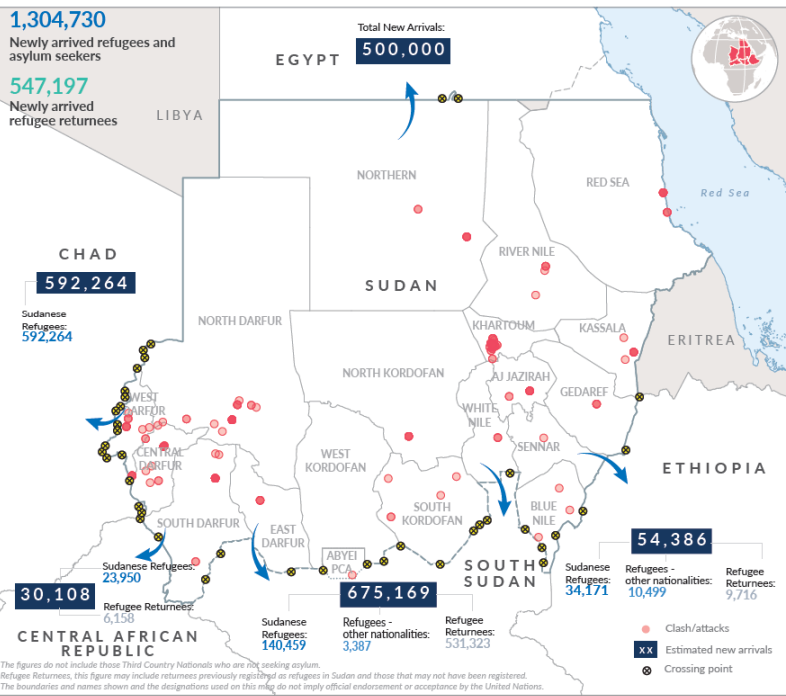 1,304,730
Newly arrived refugees and
asylum seekers
547,197
Newly arrived
refugee returnees
Total New Arrivals:
500,000
EGYPT
LIBYA
NORTHERN
RED SEA
Red Sea
RIVER NILE
CHAD
592,264
Sudanese
Refugees:
592,264
SUDAN
NORTH DARFUR
KHARTOUM
KASSALA
ERITREA
NORTH KORDOFAN
AJ JAZIRAH
GEDAREF
WEST
DARFUR
WHITE
NILE
SENNAR
CENTRAL
DARFUR
WEST
KORDOFAN
ETHIOPIA
SOUTH
KORDOFAN
BLUE
NILE
SOUTH DARFUR
EAST
DARFUR
ABYEI
PCA
SOUTH
SUDAN
54,386
Sudanese
Refugees:
34,171
Refugees -
other nationalities:
10,499
Refugee
Returnees:
9,716
30,108
Sudanese Refugees:
23,950
Refugee Returnees:
6,158
CENTRAL AFRICAN
REPUBLIC
675,169
Sudanese
Refugees:
140,459
Refugees -
other nationalities:
3,387
Refugee
Returnees:
531,323
Clash/attacks
xx Estimated new arrivals
Crossing point
The figures do not include those Third Country Nationals who are not seeking asylum.
Refugee Returnees, this figure may include returnees previously registered as refugees in Sudan and those that may not have been registered.
The boundaries and names shown and the designations used on this map do not imply official endorsement or acceptance by the United Nations.